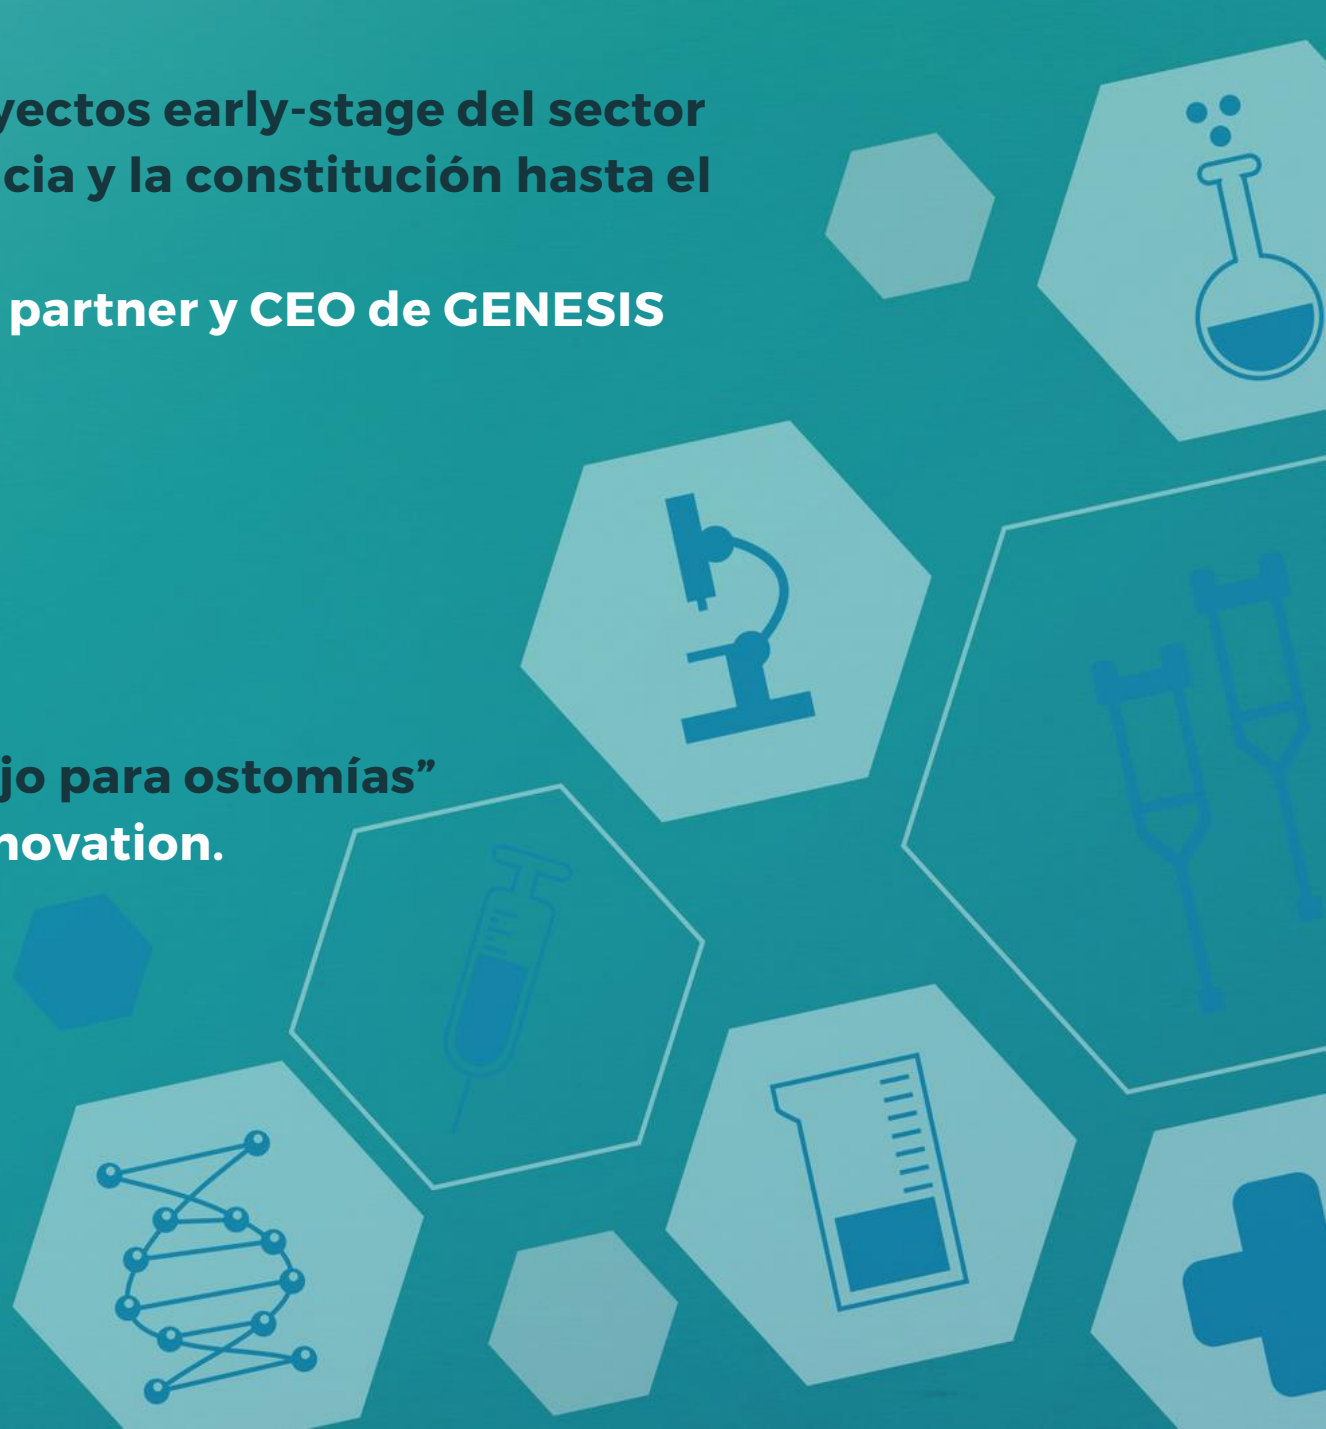 yectos early-stage del sector
cia y la constitución hasta el
partner y CEO de GENESIS
jo para ostomías”
novation.